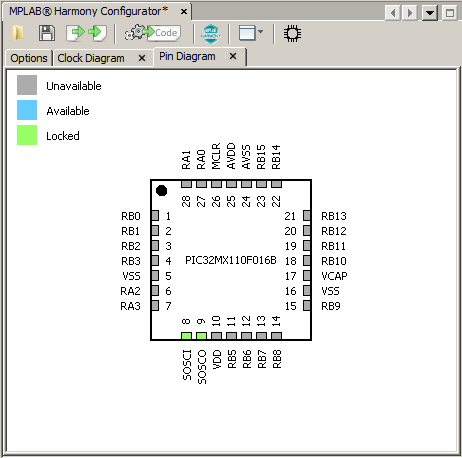 MPLAB® Harmony Configurator*
Code
Options Clock Diagram Pin Diagram
Unavailable
Available
Locked
RA1 RA0 MCLR AVDD AVSS RB15 RB14
28 27 26 25 24 23 22
RB0 1 21 RB13
RB1 2 20 RB12
RB2 3 19 RB11
RB3 4 PIC32MX110F016B 18 RB10
VSS 5 17 VCAP
RA2 6 16 VSS
RA3 7 15 RB9
8 9 10 11 12 13 14
SOSCI SOSCO VDD RB5 RB6 RB7 RB8